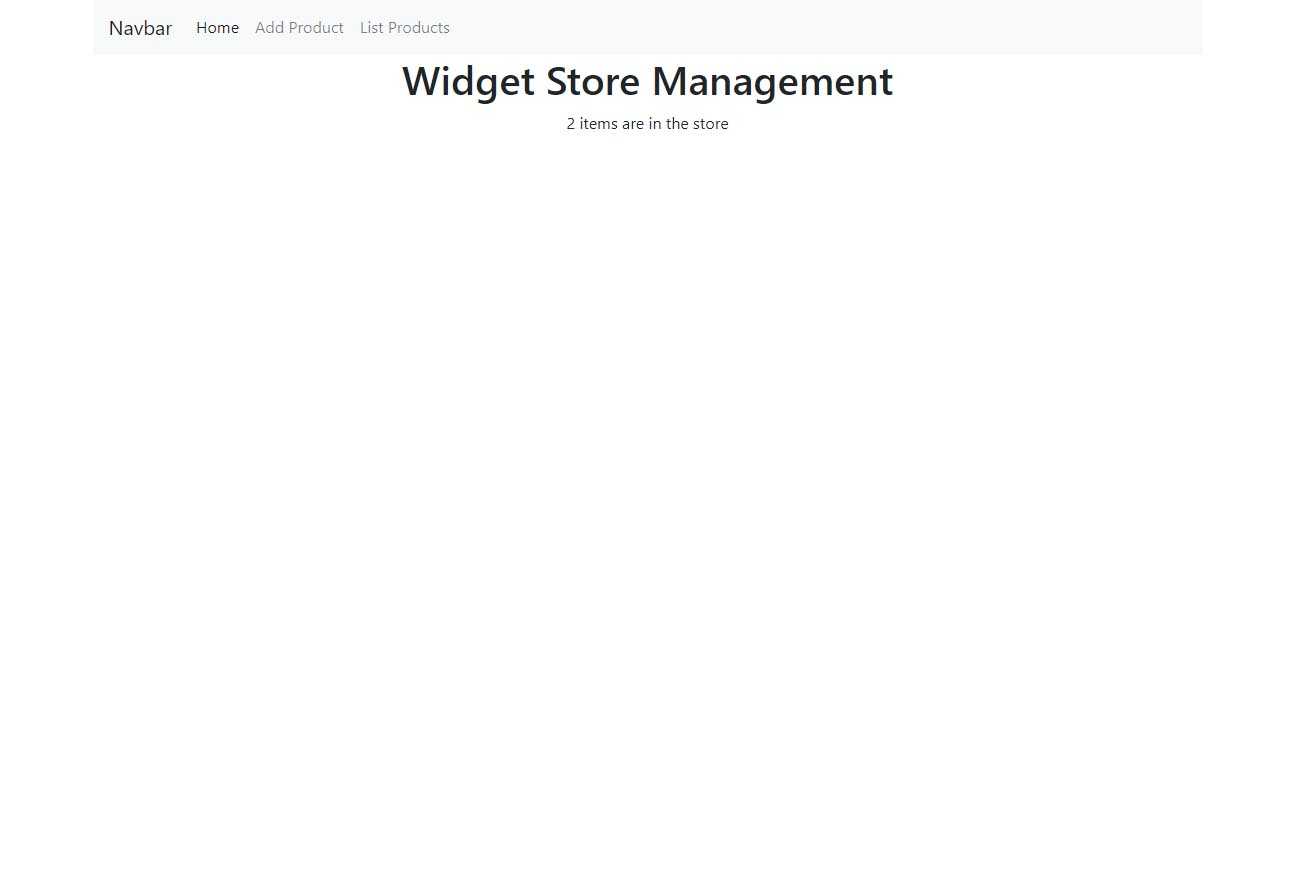 Navbar Home Add Product List Products
Widget Store Management
2 items are in the store